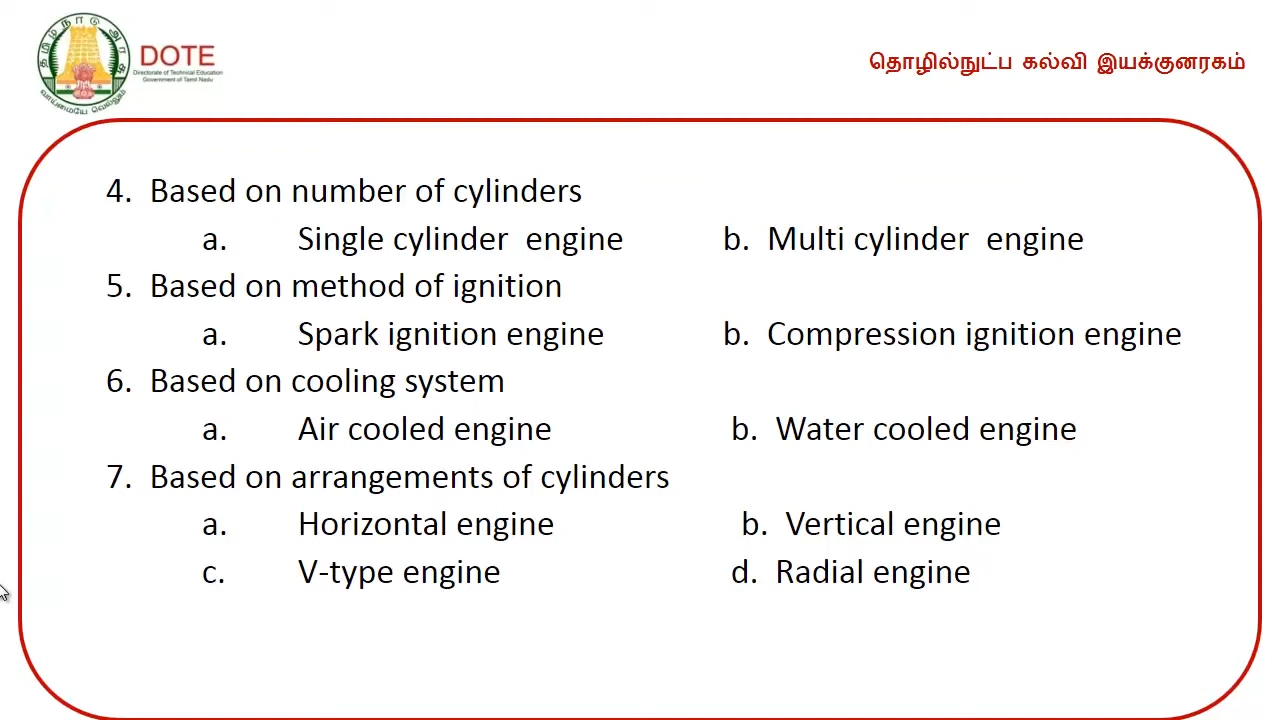 தமிழ்நாடு அரசு
DOTE
Directorate of Technical Education
Government of Tamil Nadu
வாய்மையே வெல்லும்
தொழில்நுட்ப கல்வி இயக்குனரகம்
4. Based on number of cylinders
a. Single cylinder engine b. Multi cylinder engine
5. Based on method of ignition
a. Spark ignition engine b. Compression ignition engine
6. Based on cooling system
a. Air cooled engine b. Water cooled engine
7. Based on arrangements of cylinders
a. Horizontal engine b. Vertical engine
c. V-type engine d. Radial engine